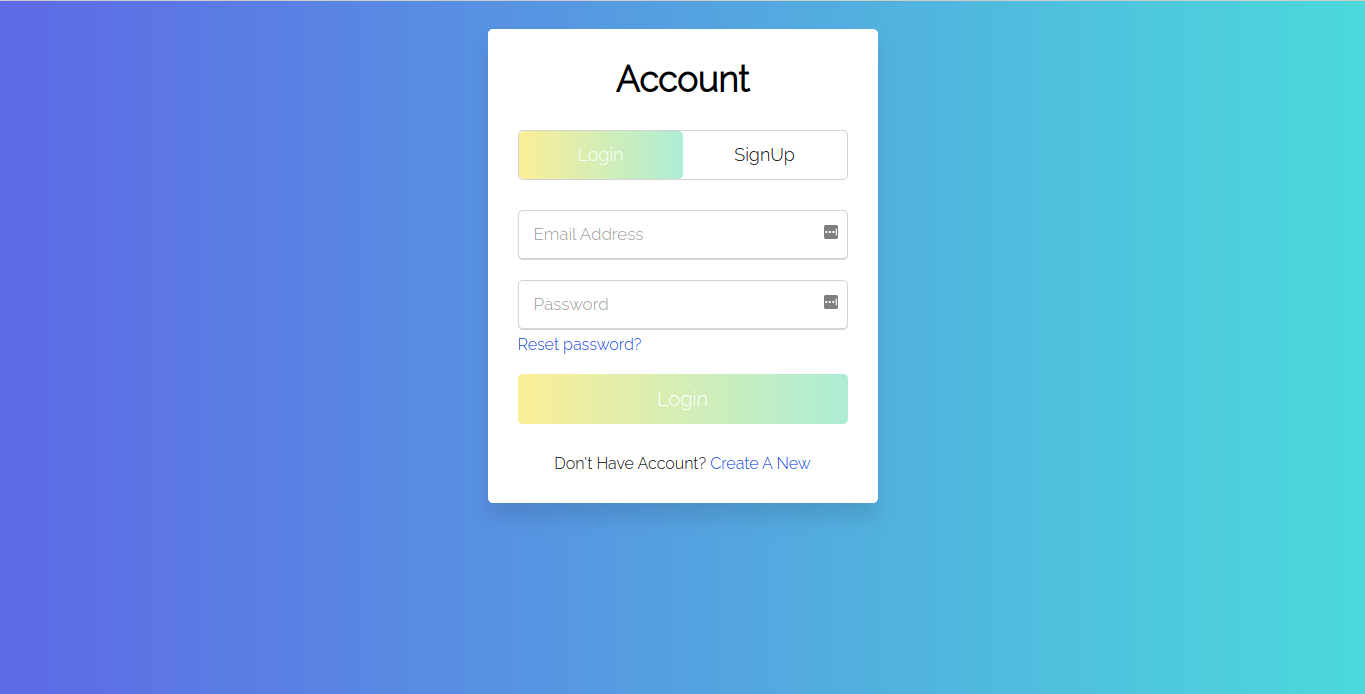 Account
Login SignUp
Email Address
Password
Reset password?
Login
Don't Have Account? Create A New